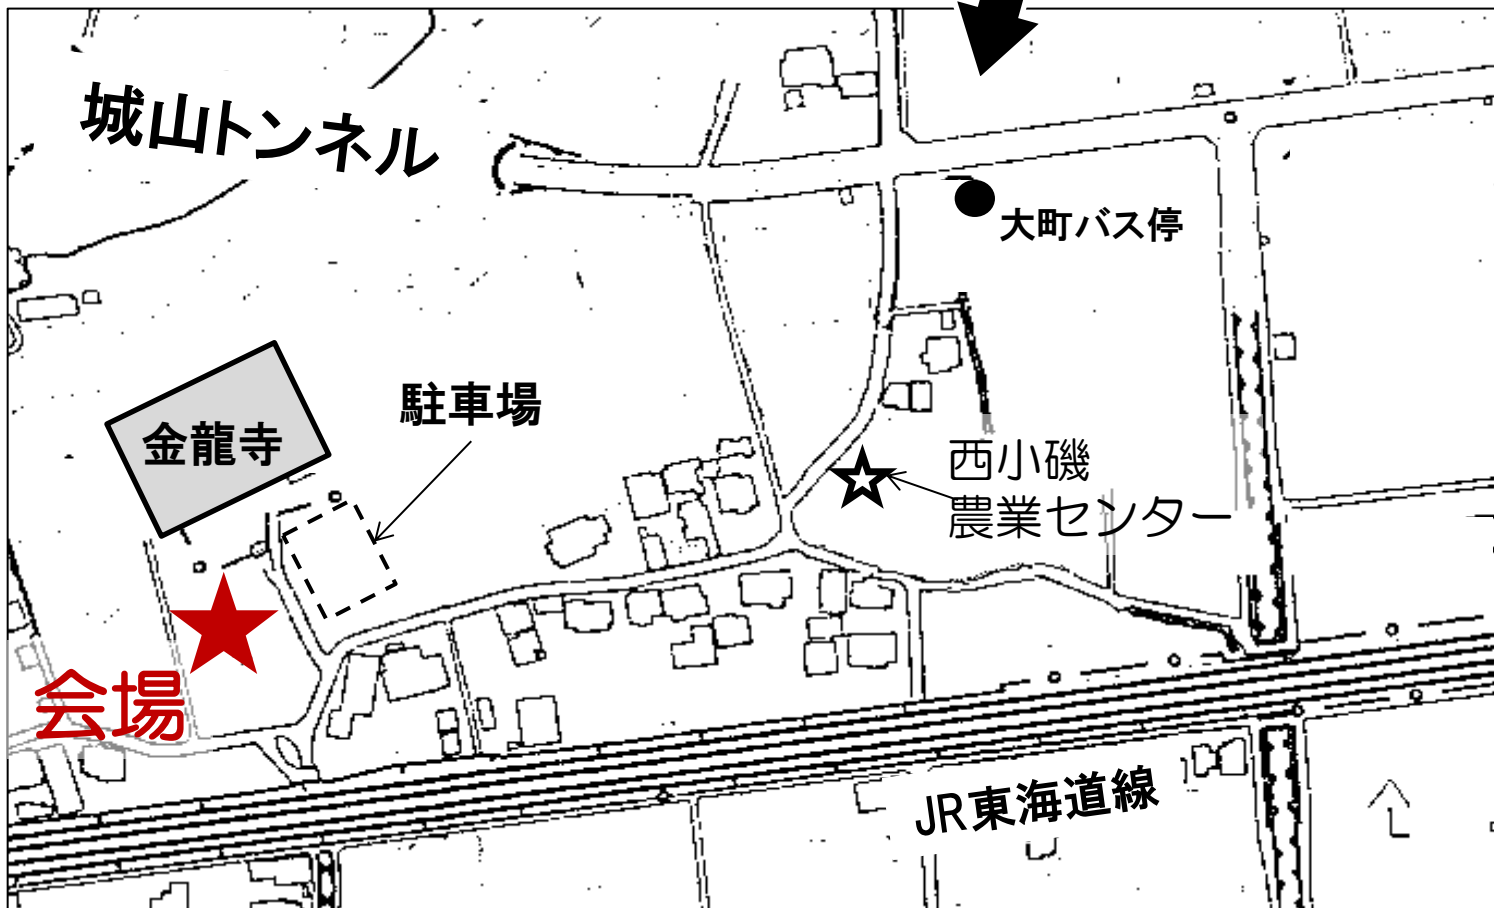 城山トンネル
大町バス停
駐車場
金龍寺
西小磯
農業センター
会場
JR東海道線